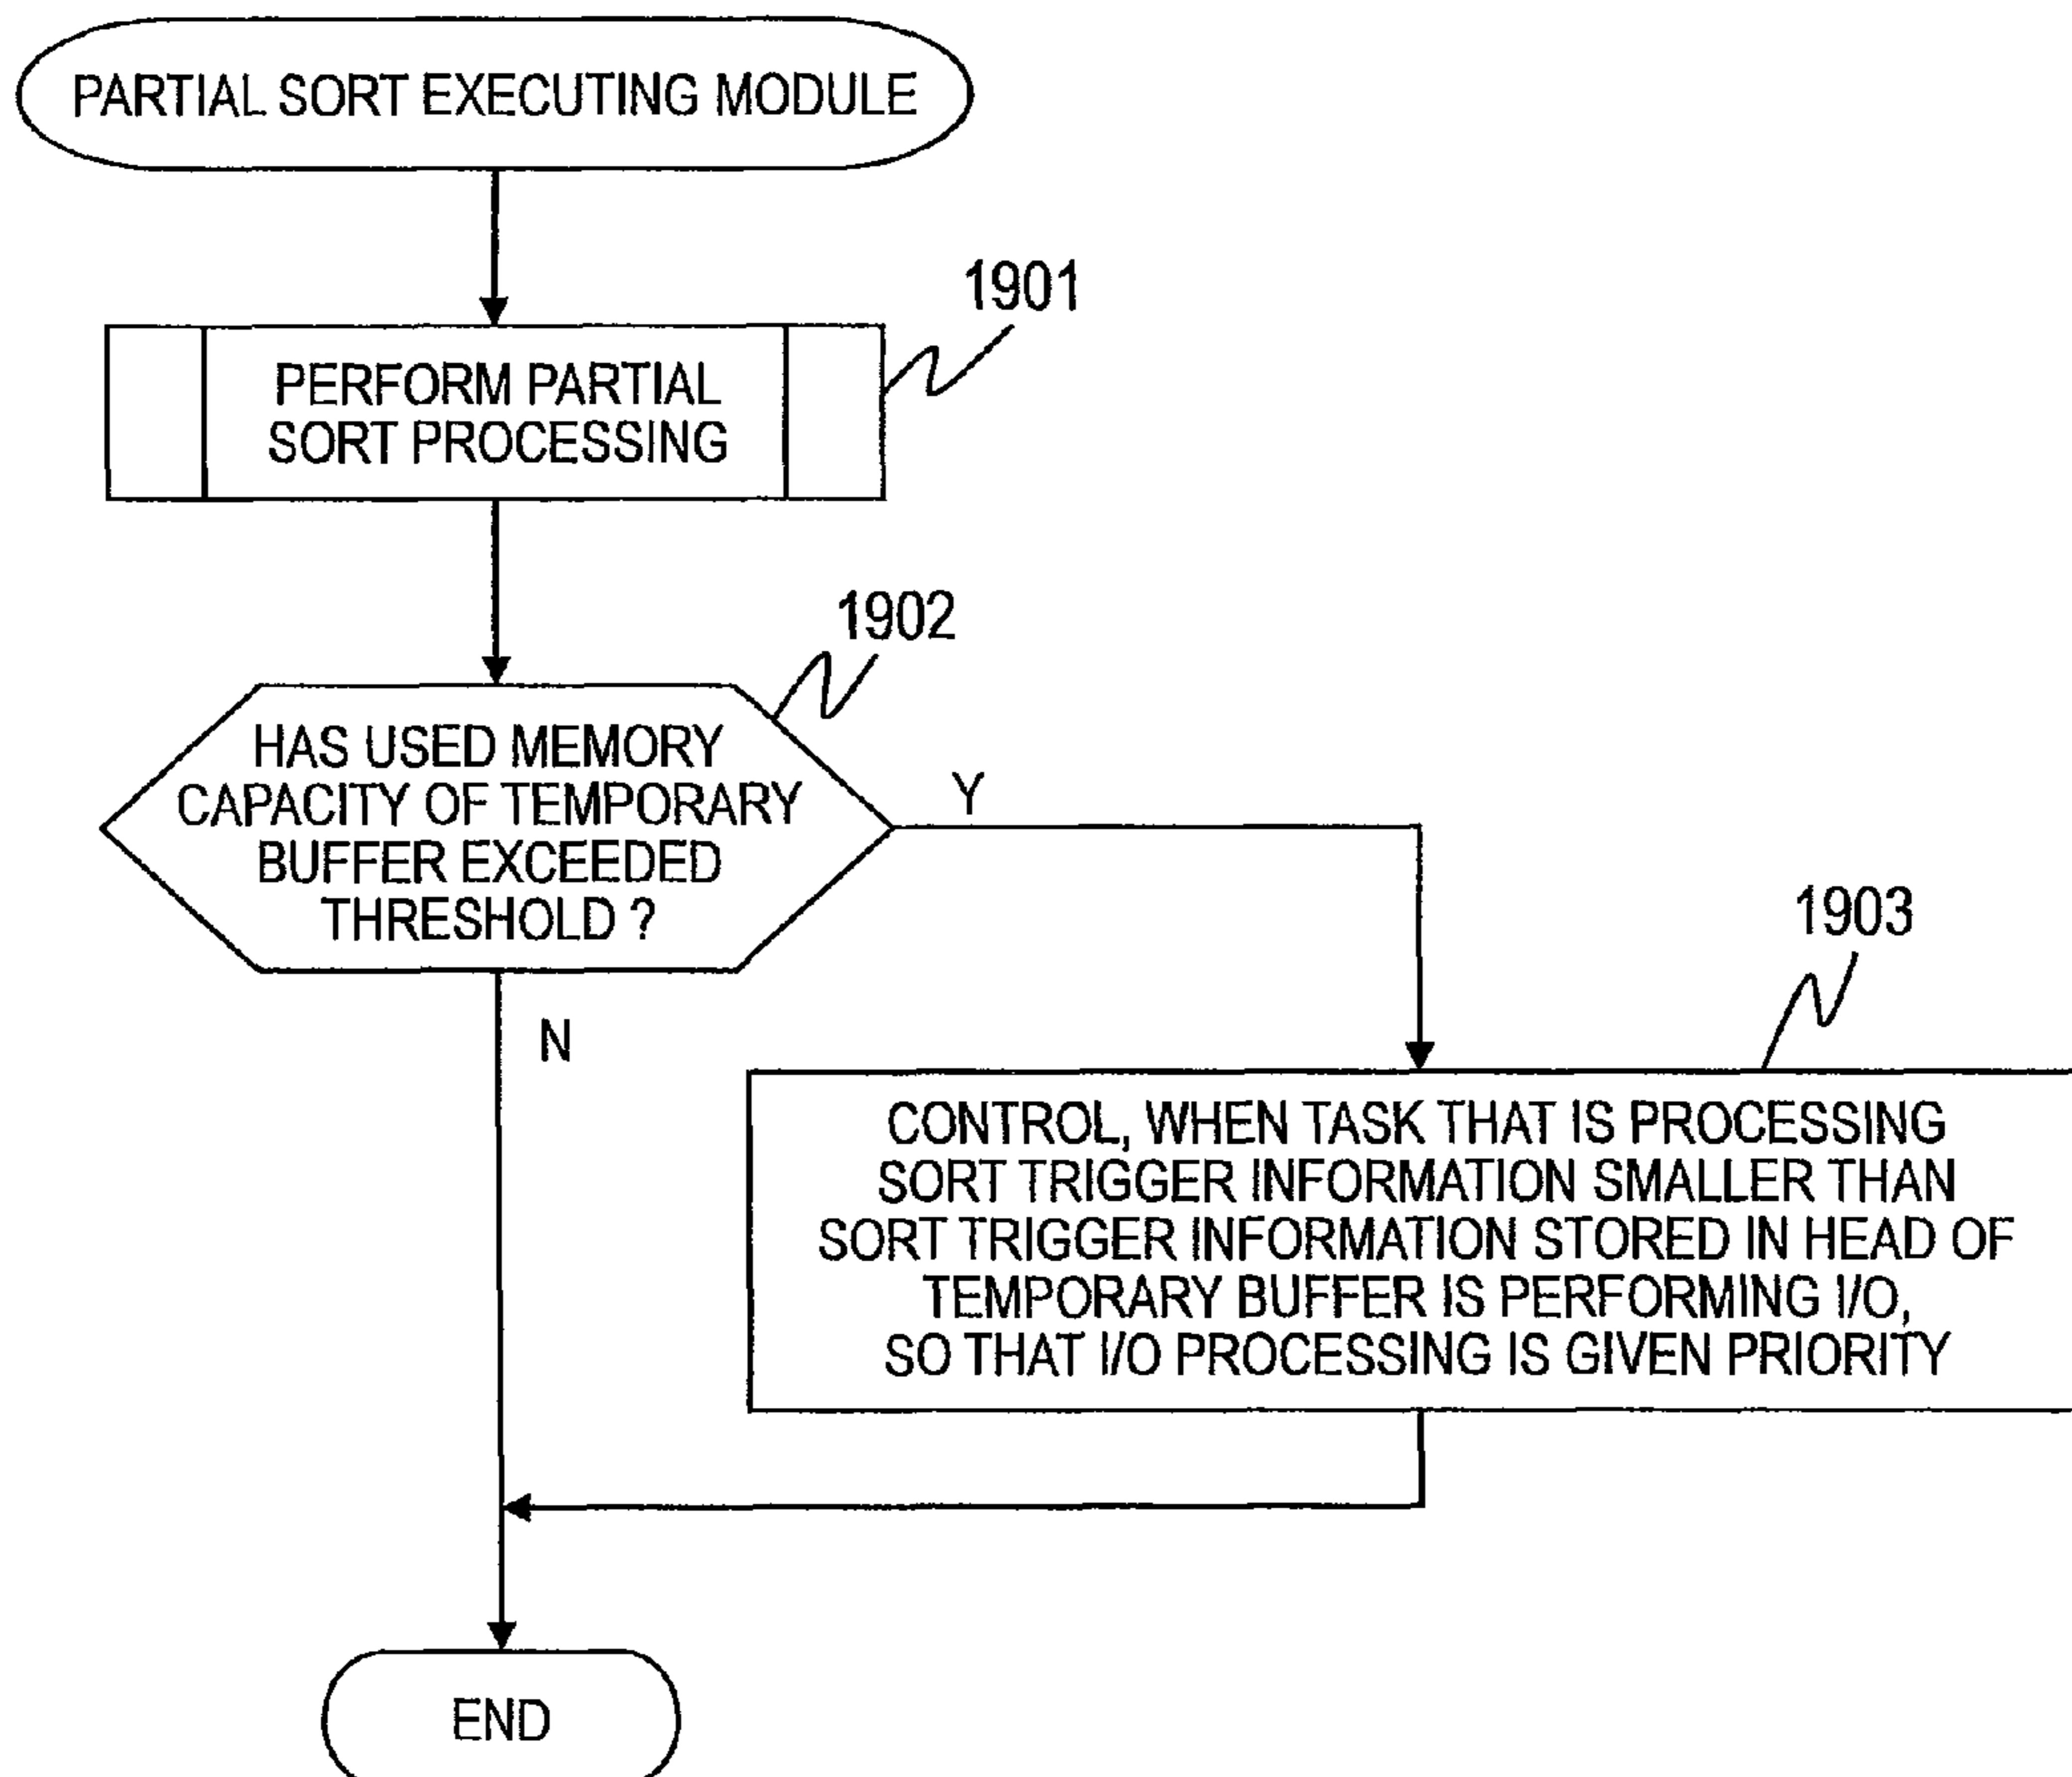 PARTIAL SORT EXECUTING MODULE
1901
PERFORM PARTIAL
SORT PROCESSING
1902
HAS USED MEMORY
CAPACITY OF TEMPORARY
BUFFER EXCEEDED
THRESHOLD ?
Y
N
1903
CONTROL, WHEN TASK THAT IS PROCESSING
SORT TRIGGER INFORMATION SMALLER THAN
SORT TRIGGER INFORMATION STORED IN HEAD OF
TEMPORARY BUFFER IS PERFORMING I/O,
SO THAT I/O PROCESSING IS GIVEN PRIORITY
END